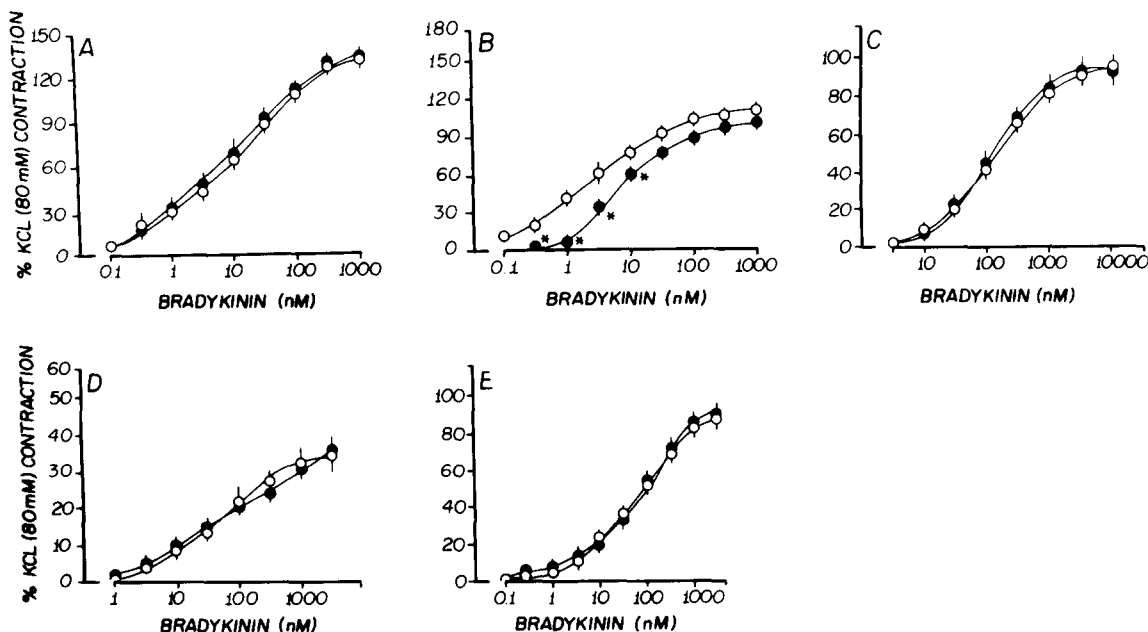 % KCL (80mM) CONTRACTION
A
150
120
90
60
30
0
0.1 1 10 100 1000
BRADYKININ (nM)
B
180
150
120
90
60
30
0
* * * *
0.1 1 10 100 1000
BRADYKININ (nM)
C
100
80
60
40
20
0
10 100 1000 10000
BRADYKININ (nM)
% KCL (80mM) CONTRACTION
D
60
50
40
30
20
10
0
1 10 100 1000
BRADYKININ (nM)
E
100
80
60
40
20
0
0.1 1 10 100 1000
BRADYKININ (nM)